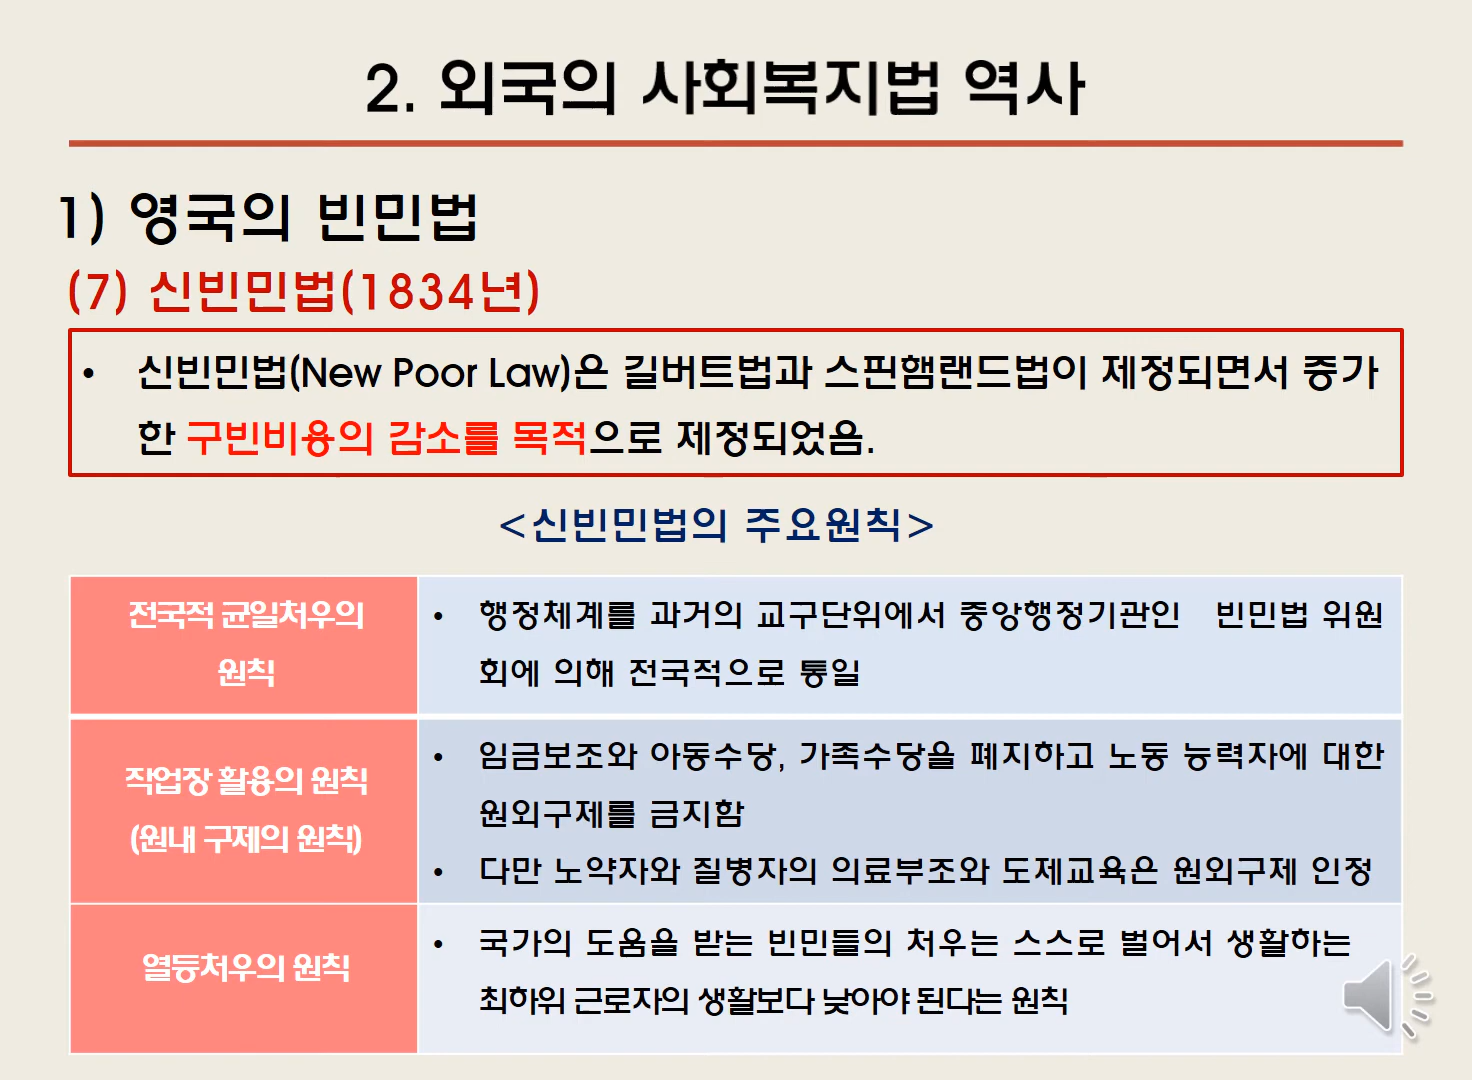 2. 외국의 사회복지법 역사
1) 영국의 빈민법
(7) 신빈민법(1834년)
• 신빈민법(New Poor Law)은 길버트법과 스핀햄랜드법이 제정되면서 증가
한 구빈비용의 감소를 목적으로 제정되었음.
<신빈민법의 주요원칙>
전국적 균일처우의
원칙
• 행정체계를 과거의 교구단위에서 중앙행정기관인 빈민법 위원
회에 의해 전국적으로 통일
작업장 활용의 원칙
(원내 구제의 원칙)
• 임금보조와 아동수당, 가족수당을 폐지하고 노동 능력자에 대한
원외구제를 금지함
• 다만 노약자와 질병자의 의료부조와 도제교육은 원외구제 인정
열등처우의 원칙
• 국가의 도움을 받는 빈민들의 처우는 스스로 벌어서 생활하는
최하위 근로자의 생활보다 낮아야 된다는 원칙